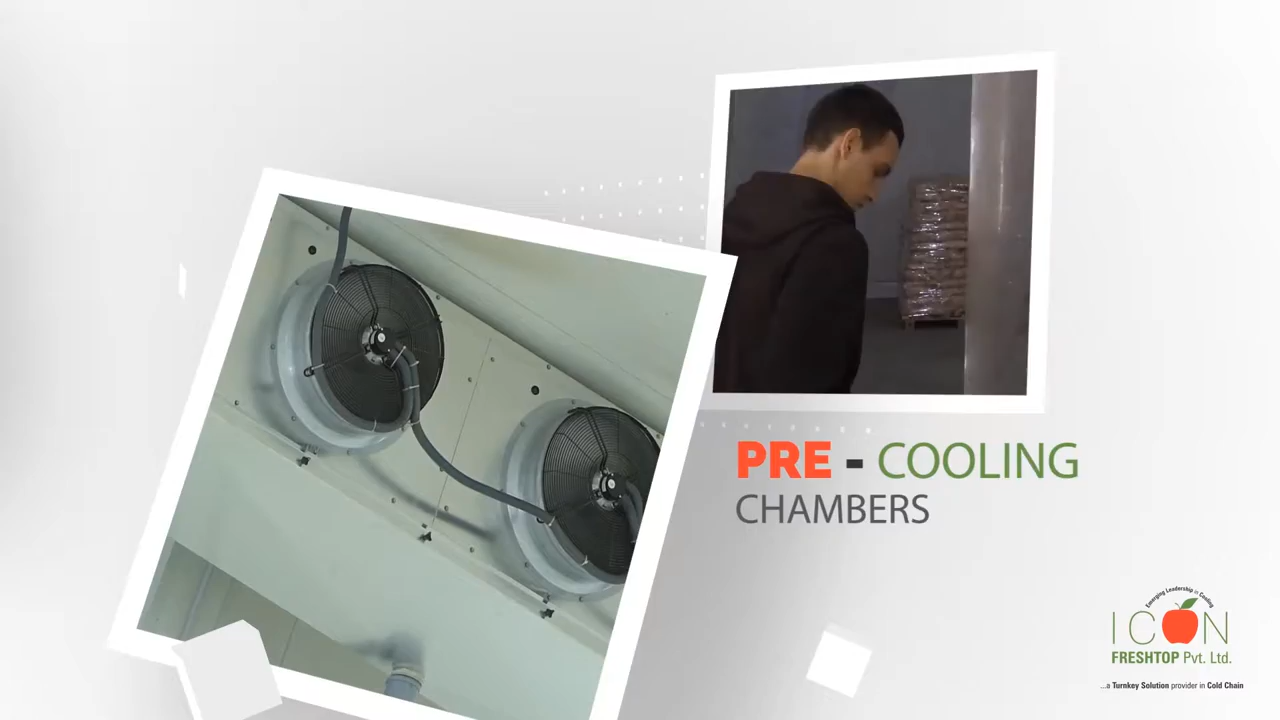 PRE - COOLING
CHAMBERS
Emerging Leadership in Cooling
ICON
FRESHTOP Pvt. Ltd.
...a Turnkey Solution provider in Cold Chain